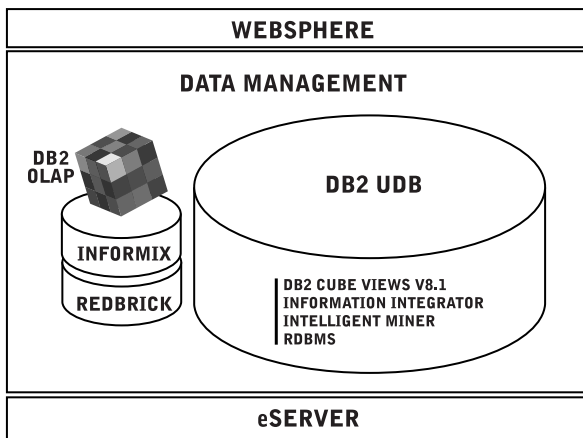 WEBSPHERE
DATA MANAGEMENT
DB2
OLAP
INFORMIX
REDBRICK
DB2 UDB
DB2 CUBE VIEWS V8.1
INFORMATION INTEGRATOR
INTELLIGENT MINER
RDBMS
eSERVER